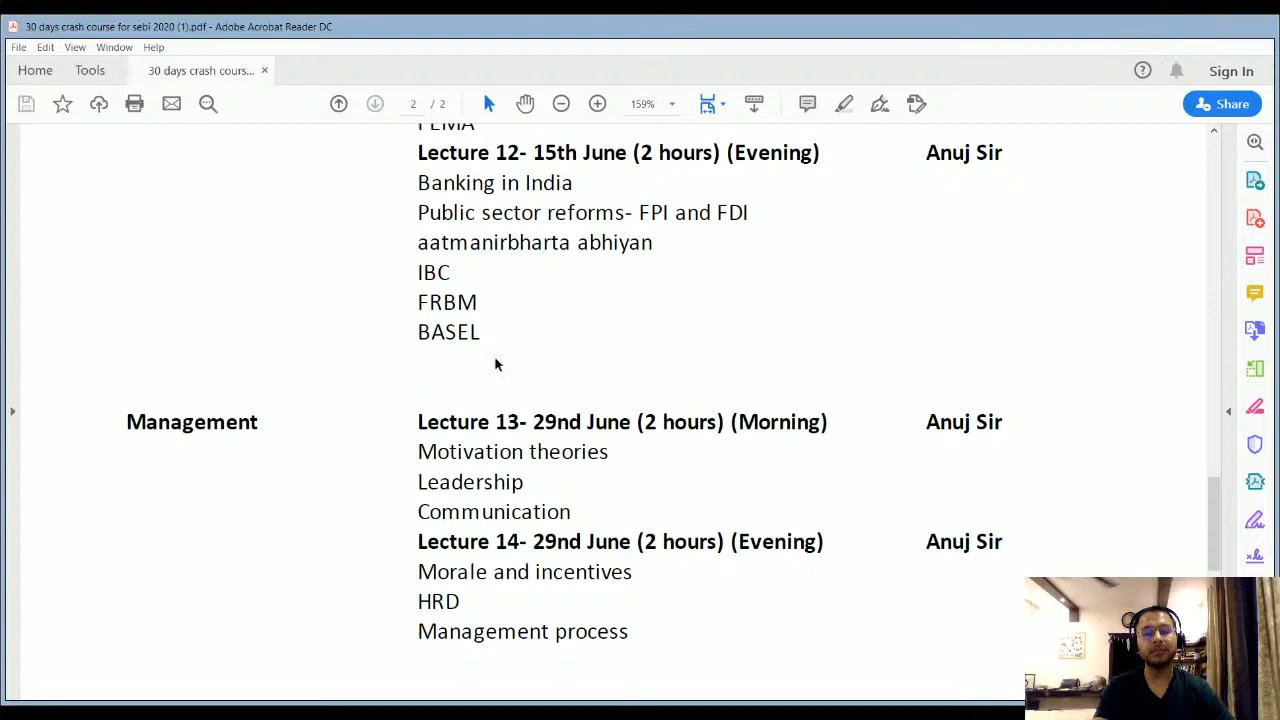 30 days crash course for sebi 2020 (1).pdf - Adobe Acrobat Reader DC
File Edit View Window Help
Home Tools 30 days crash cours... × Sign In
2 / 2 159% Share
FEMA
Lecture 12- 15th June (2 hours) (Evening) Anuj Sir
Banking in India
Public sector reforms- FPI and FDI
aatmanirbharta abhiyan
IBC
FRBM
BASEL
Management Lecture 13- 29nd June (2 hours) (Morning) Anuj Sir
Motivation theories
Leadership
Communication
Lecture 14- 29nd June (2 hours) (Evening) Anuj Sir
Morale and incentives
HRD
Management process